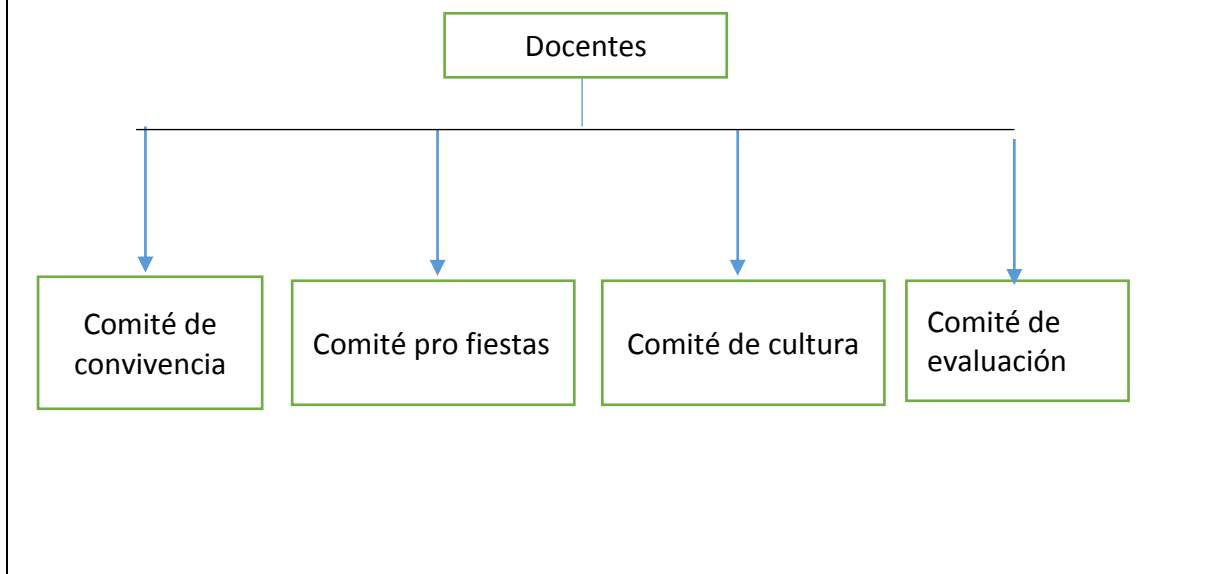 Docentes
Comité de
convivencia
Comité pro fiestas
Comité de cultura
Comité de
evaluación